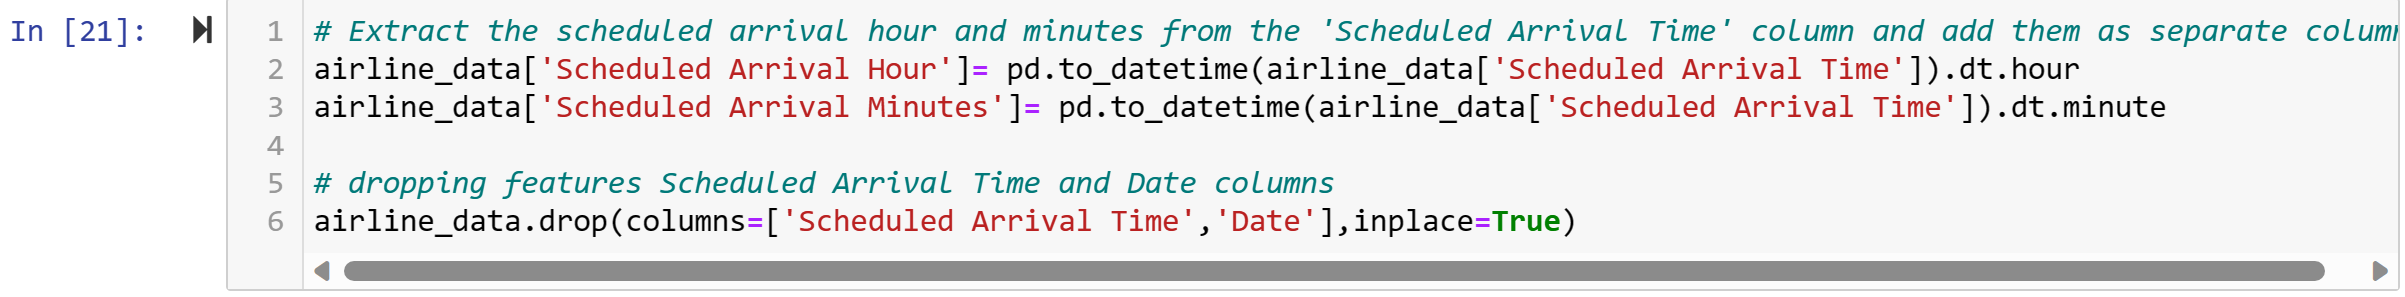 In [21]:
1 # Extract the scheduled arrival hour and minutes from the 'Scheduled Arrival Time' column and add them as separate
2 airline_data['Scheduled Arrival Hour']= pd.to_datetime(airline_data['Scheduled Arrival Time']).dt.hour
3 airline_data['Scheduled Arrival Minutes']= pd.to_datetime(airline_data['Scheduled Arrival Time']).dt.minute
4
5 # dropping features Scheduled Arrival Time and Date columns
6 airline_data.drop(columns=['Scheduled Arrival Time','Date'],inplace=True)